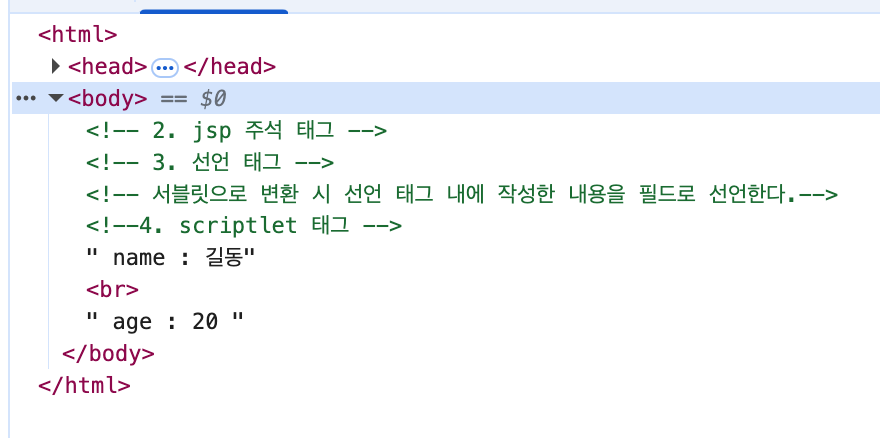 <html>
<head> ••• </head>
••• <body> == $0
<!-- 2. jsp 주석 태그 -->
<!-- 3. 선언 태그 -->
<!-- 서블릿으로 변환 시 선언 태그 내에 작성한 내용을 필드로 선언한다.-->
<!--4. scriptlet 태그 -->
" name : 길동"
<br>
" age : 20 "
</body>
</html>